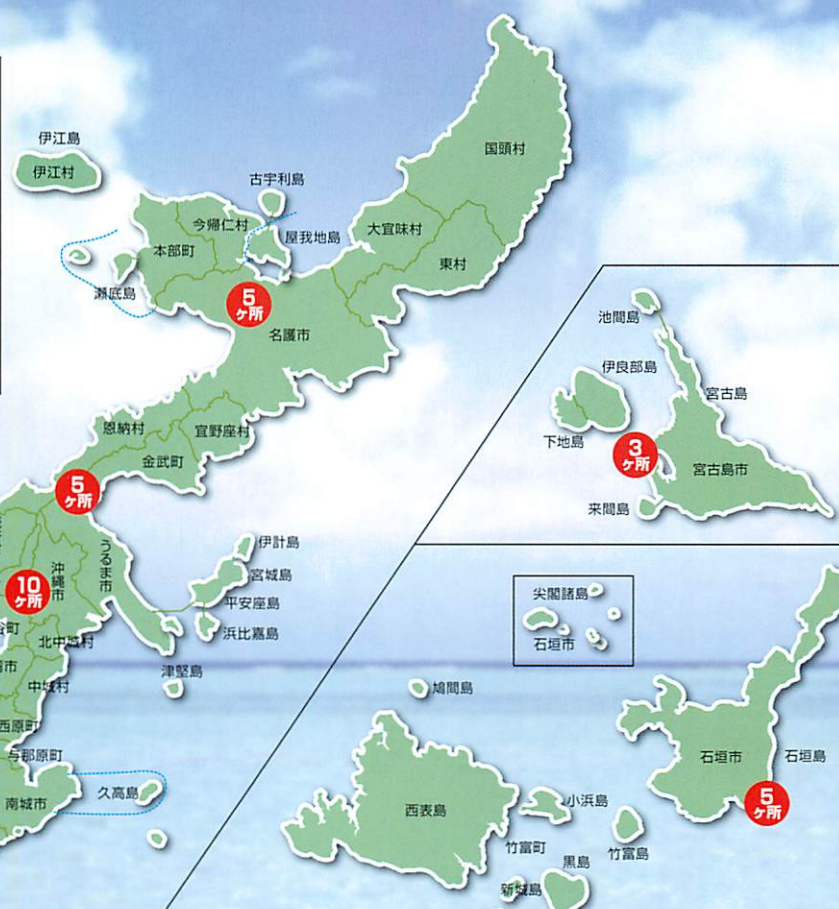 伊江島
伊江村
古宇利島
国頭村
今帰仁村
屋我地島
大宜味村
本部町
東村
瀬底島
5
ヶ所
名護市
恩納村
宜野座村
金武町
5
ヶ所
うるま市
沖縄市
10
ヶ所
伊計島
宮城島
平安座島
浜比嘉島
谷町
北中城村
津堅島
中城村
西原町
与那原町
南城市
久高島
池間島
伊良部島
宮古島
下地島
3
ヶ所
宮古島市
来間島
尖閣諸島
石垣市
鳩間島
石垣市
石垣島
5
ヶ所
西表島
小浜島
竹富町
竹富島
黒島
新城島